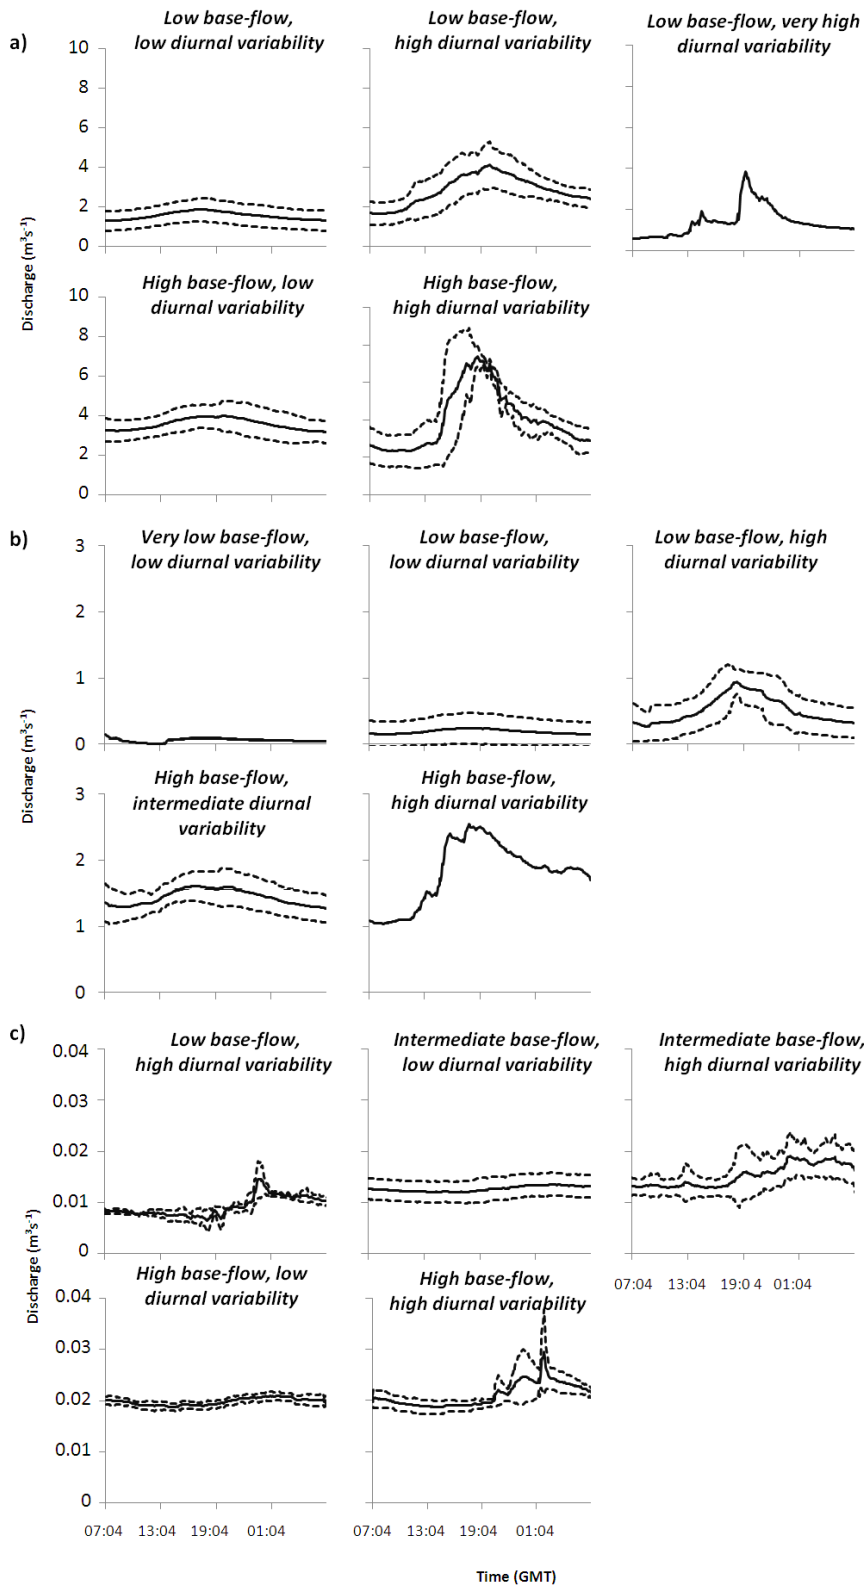 a)
Low base-flow,
low diurnal variability
Low base-flow,
high diurnal variability
Low base-flow, very high
diurnal variability
10
8
6
4
2
0
Discharge (m³s⁻¹)
High base-flow, low
diurnal variability
High base-flow,
high diurnal variability
10
8
6
4
2
0
b)
Very low base-flow,
low diurnal variability
Low base-flow,
low diurnal variability
Low base-flow, high
diurnal variability
3
2
1
0
Discharge (m³s⁻¹)
High base-flow,
intermediate diurnal
variability
High base-flow,
high diurnal variability
3
2
1
0
c)
Low base-flow,
high diurnal variability
Intermediate base-flow,
low diurnal variability
Intermediate base-flow,
high diurnal variability
0.04
0.03
0.02
0.01
0
07:04 13:04 19:0 4 01:04
Discharge (m³s⁻¹)
High base-flow, low
diurnal variability
High base-flow,
high diurnal variability
0.04
0.03
0.02
0.01
0
07:04 13:04 19:04 01:04
07:04 13:04 19:04 01:04
Time (GMT)